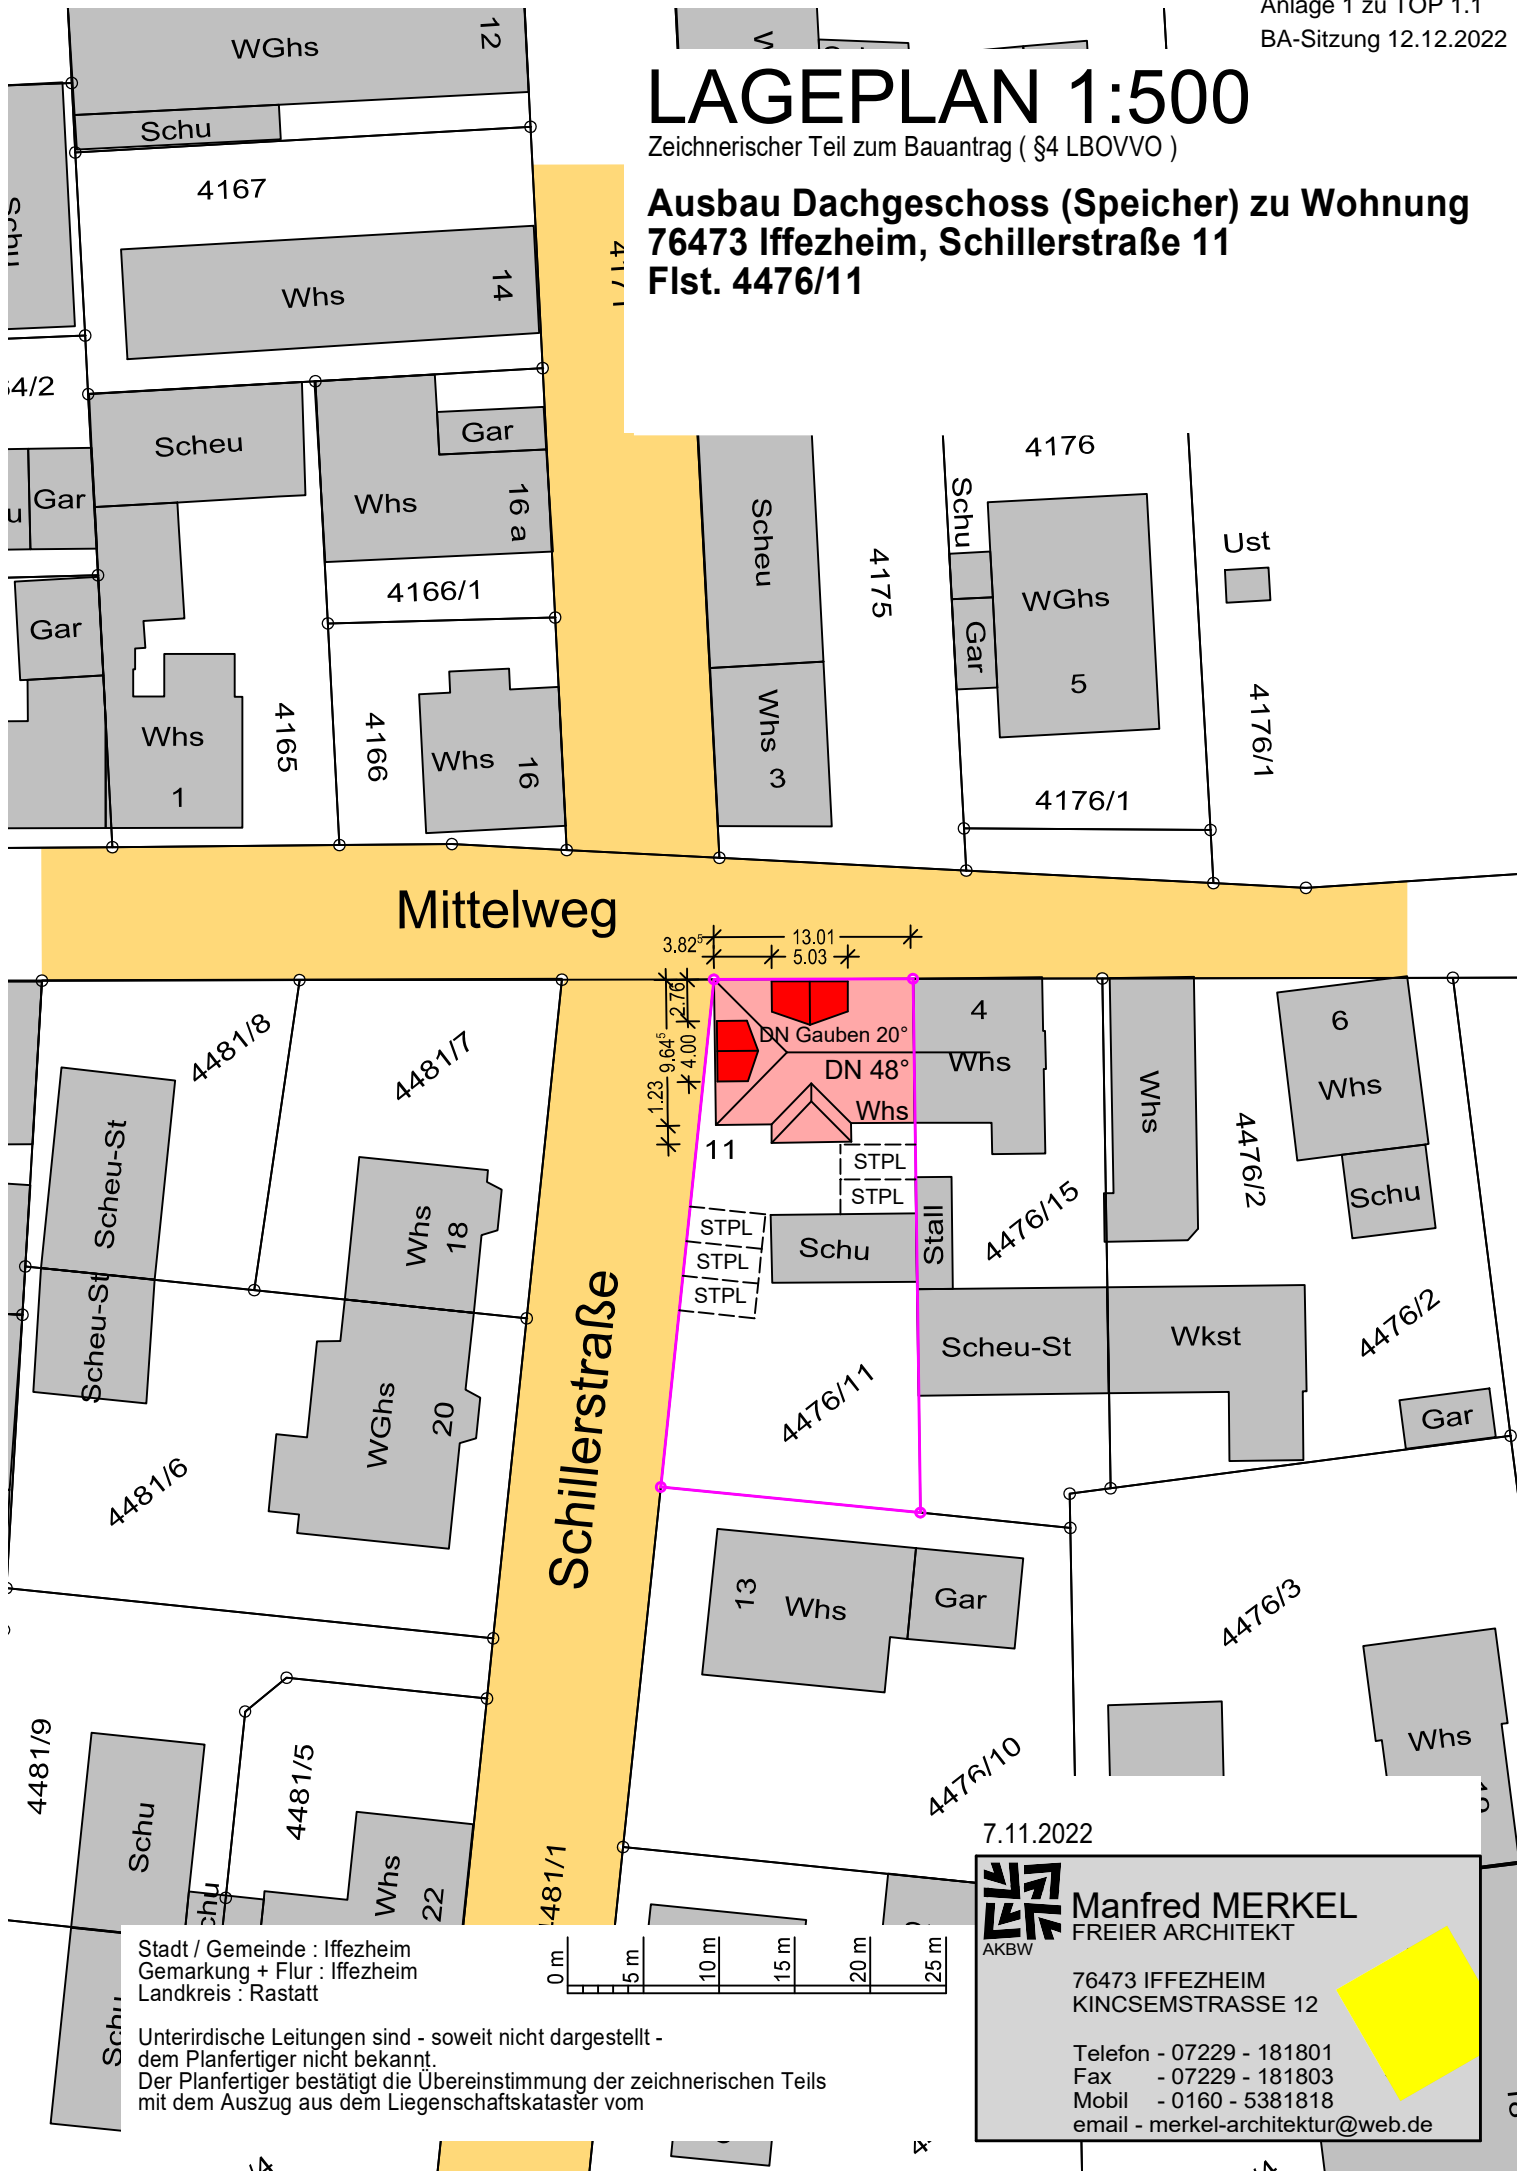 Anlage 1 zu TOP 1.1
BA-Sitzung 12.12.2022
LAGEPLAN 1:500
Zeichnerischer Teil zum Bauantrag ( §4 LBOVVO )
Ausbau Dachgeschoss (Speicher) zu Wohnung
76473 Iffezheim, Schillerstraße 11
Flst. 4476/11
WGhs
12
Schu
4167
Schu
Whs
14
Scheu
Gar
Whs
16 a
Gar
4166/1
Gar
Whs
1
4165
4166
Whs
16
Scheu
Whs
3
4175
4176
Schu
Gar
WGhs
5
Ust
4176/1
4176/1
Mittelweg
3.82⁵
13.01
5.03
2.76
9.64⁵
4.00
1.23
DN Gauben 20°
DN 48°
Whs
11
4
Whs
Whs
6
Whs
4476/2
Schu
4481/8
4481/7
Scheu-St
Scheu-St
Whs
18
WGhs
20
4481/6
Schillerstraße
STPL
STPL
STPL
STPL
STPL
Schu
Stall
4476/15
Scheu-St
Wkst
4476/2
Gar
4476/11
13
Whs
Gar
4476/3
4476/10
Whs
4481/9
4481/5
Schu
Whs
22
Schu
7.11.2022
AKBW
Manfred MERKEL
FREIER ARCHITEKT
76473 IFFEZHEIM
KINCSEMSTRASSE 12
Telefon - 07229 - 181801
Fax - 07229 - 181803
Mobil - 0160 - 5381818
email - merkel-architektur@web.de
Stadt / Gemeinde : Iffezheim
Gemarkung + Flur : Iffezheim
Landkreis : Rastatt
0 m
5 m
10 m
15 m
20 m
25 m
Unterirdische Leitungen sind - soweit nicht dargestellt -
dem Planfertiger nicht bekannt.
Der Planfertiger bestätigt die Übereinstimmung der zeichnerischen Teils
mit dem Auszug aus dem Liegenschaftskataster vom